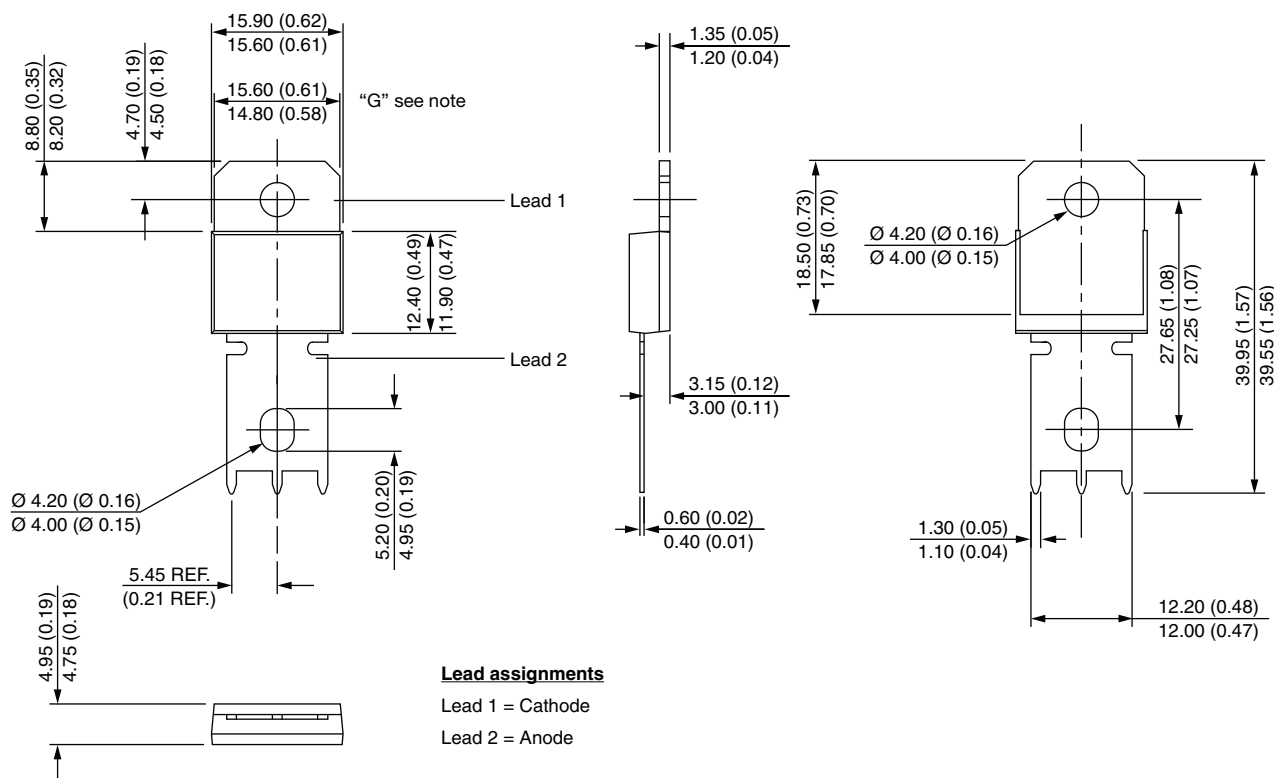 15.90 (0.62)
15.60 (0.61)
15.60 (0.61)
14.80 (0.58)
"G" see note
8.80 (0.35)
8.20 (0.32)
4.70 (0.19)
4.50 (0.18)
Lead 1
12.40 (0.49)
11.90 (0.47)
Lead 2
Ø 4.20 (Ø 0.16)
Ø 4.00 (Ø 0.15)
5.20 (0.20)
4.95 (0.19)
5.45 REF.
(0.21 REF.)
4.95 (0.19)
4.75 (0.18)
Lead assignments
Lead 1 = Cathode
Lead 2 = Anode
1.35 (0.05)
1.20 (0.04)
3.15 (0.12)
3.00 (0.11)
0.60 (0.02)
0.40 (0.01)
18.50 (0.73)
17.85 (0.70)
Ø 4.20 (Ø 0.16)
Ø 4.00 (Ø 0.15)
27.65 (1.08)
27.25 (1.07)
39.95 (1.57)
39.55 (1.56)
1.30 (0.05)
1.10 (0.04)
12.20 (0.48)
12.00 (0.47)